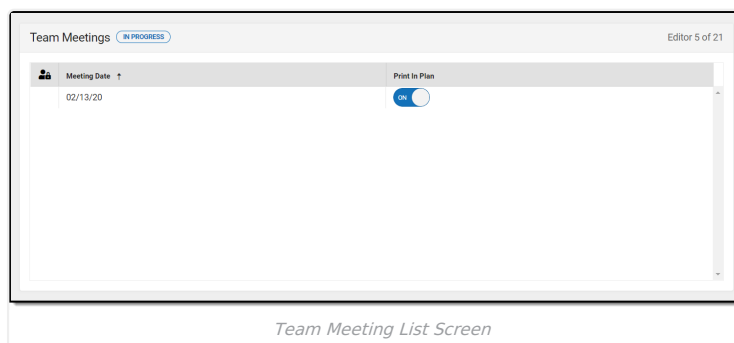 Team Meetings IN PROGRESS Editor 5 of 21
Meeting Date ↑ Print In Plan
02/13/20 ON
Team Meeting List Screen